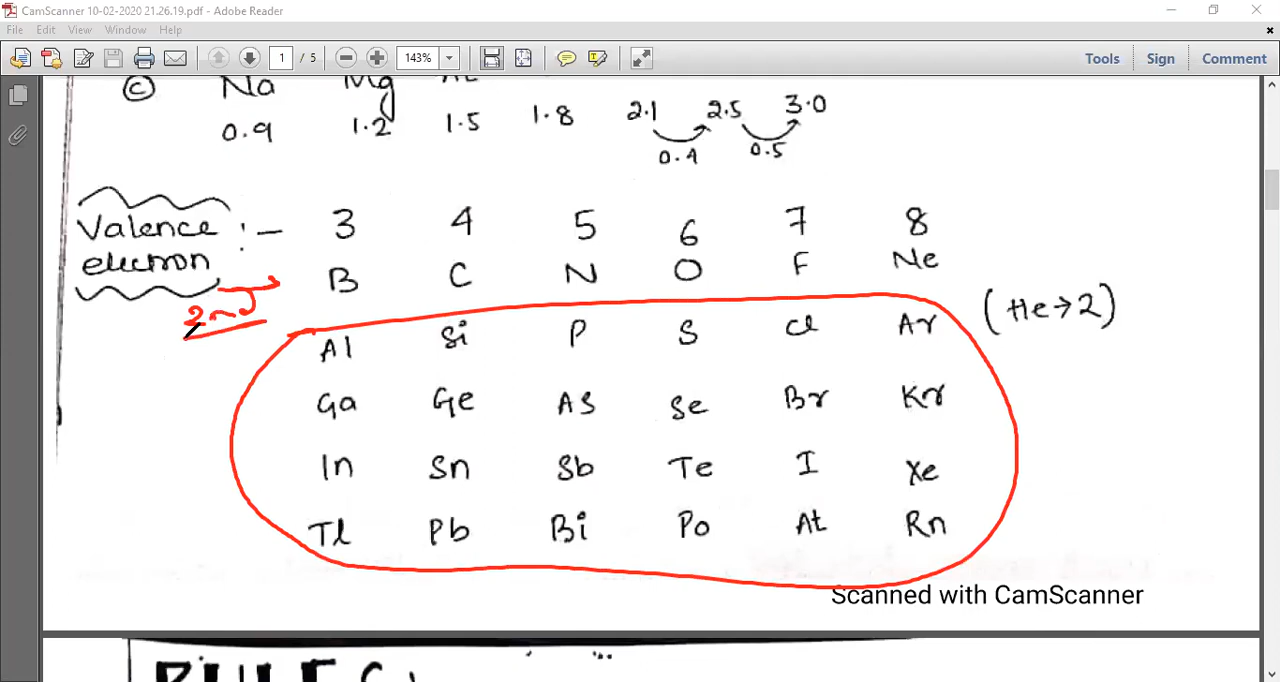 CamScanner 10-02-2020 21.26.19.pdf - Adobe Reader
File Edit View Window Help
1 / 5 143% Tools Sign Comment
C Na Mg
0.9 1.2 1.5 1.8 2.1 2.5 3.0
0.4 0.5
Valence electron :- 3 4 5 6 7 8
2nd B C N O F Ne
(He→2)
Al Si P S Cl Ar
Ga Ge As Se Br Kr
In Sn Sb Te I Xe
Tl Pb Bi Po At Rn
Scanned with CamScanner